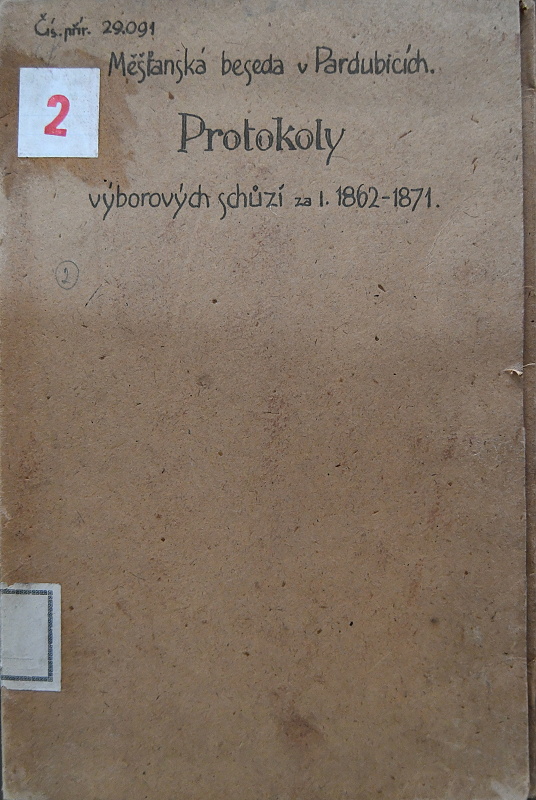 Čís. přír. 29.091
Měšťanská beseda v Pardubicích.
2
Protokoly
výborových schůzí za l. 1862-1871.
2